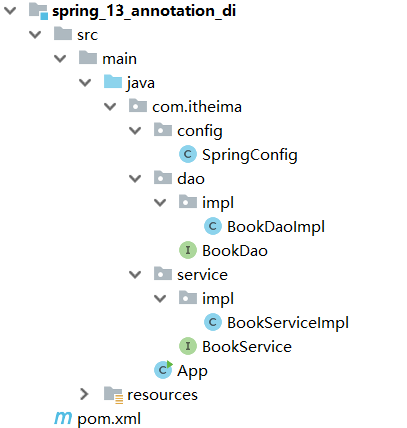 spring_13_annotation_di
src
main
java
com.itheima
config
C SpringConfig
dao
impl
C BookDaoImpl
I BookDao
service
impl
C BookServiceImpl
I BookService
C App
resources
m pom.xml